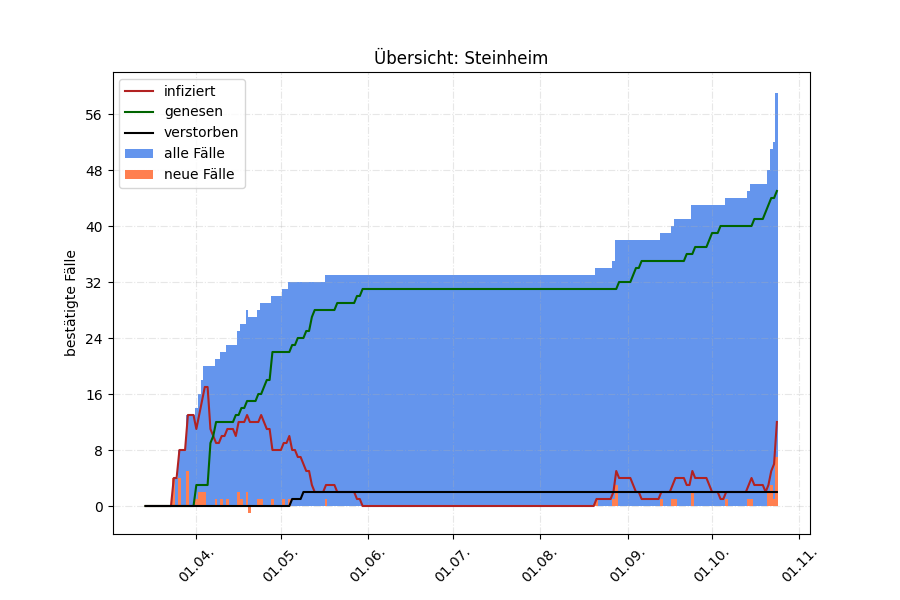 Übersicht: Steinheim
infiziert
genesen
verstorben
alle Fälle
neue Fälle
bestätigte Fälle
56
48
40
32
24
16
8
0
01.04.
01.05.
01.06.
01.07.
01.08.
01.09.
01.10.
01.11.